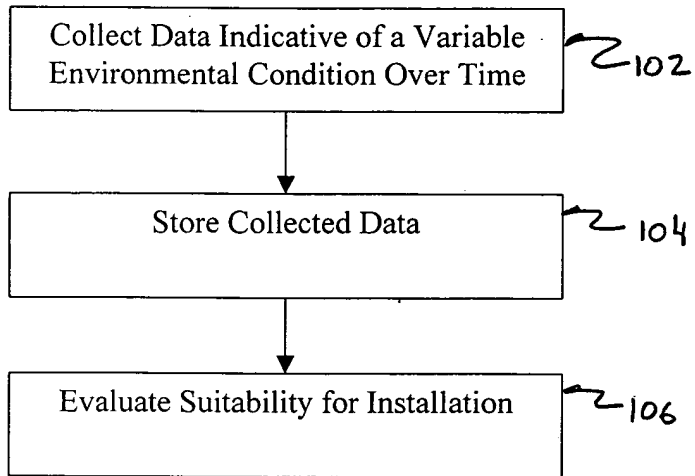 Collect Data Indicative of a Variable
Environmental Condition Over Time
102
Store Collected Data
104
Evaluate Suitability for Installation
106